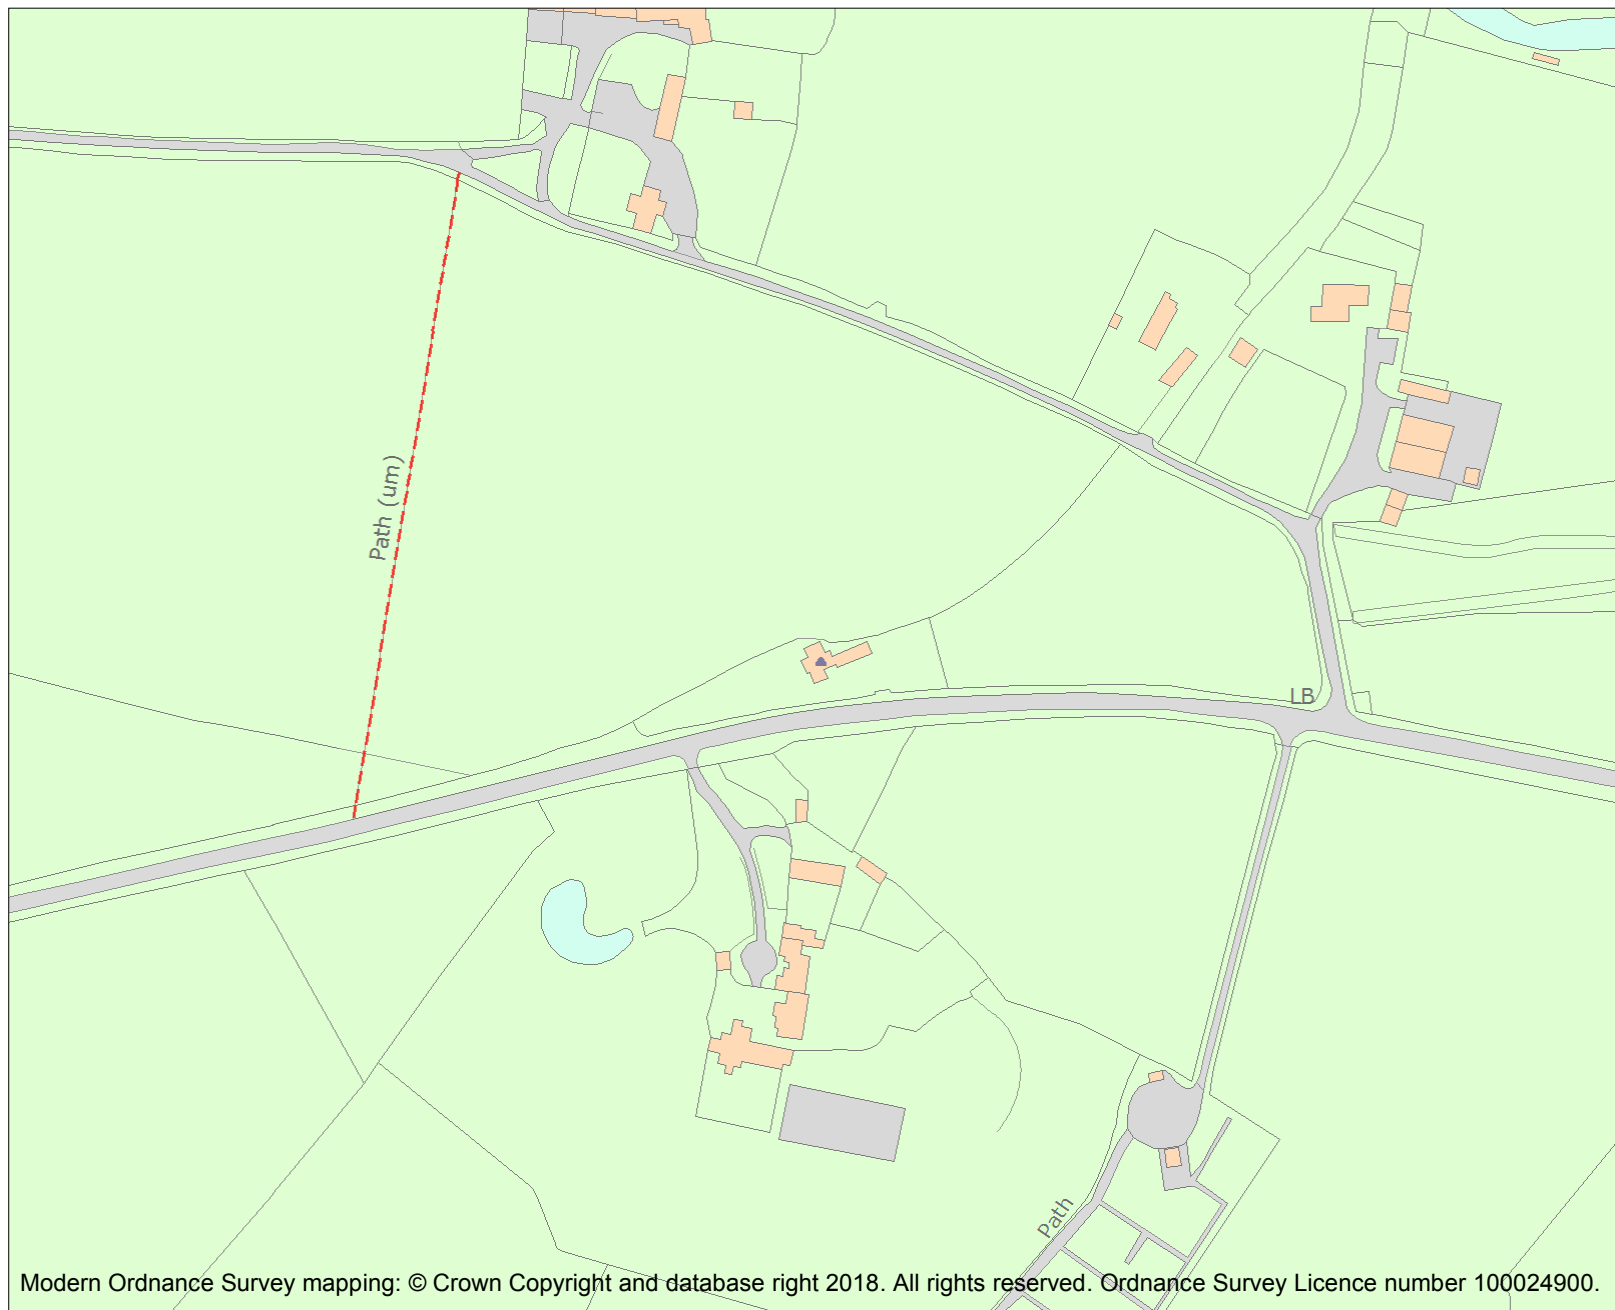 Path (um)
LB
Path
Modern Ordnance Survey mapping: © Crown Copyright and database right 2018. All rights reserved. Ordnance Survey Licence number 100024900.